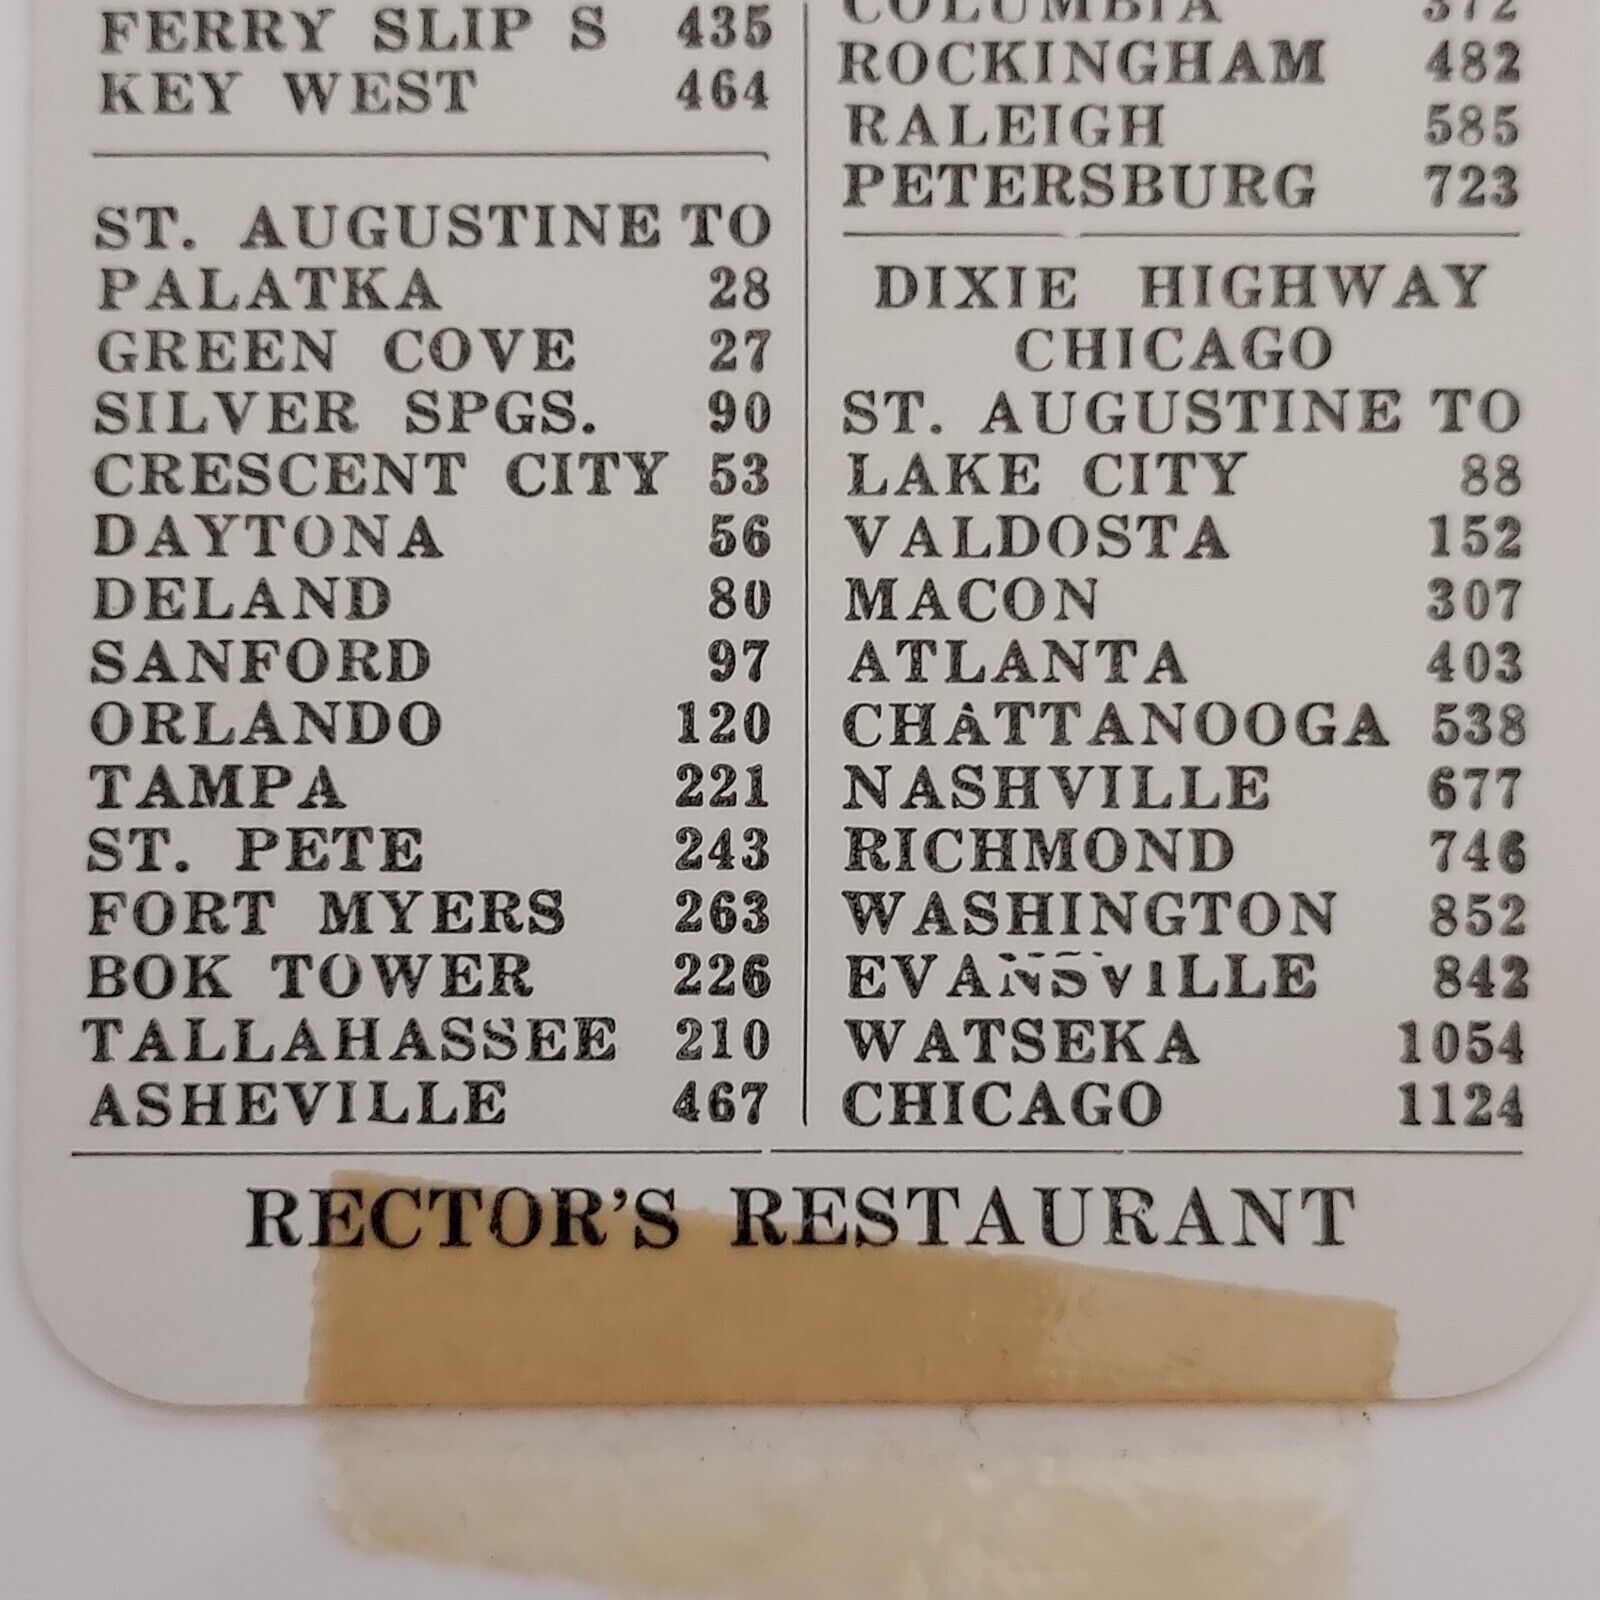 FERRY SLIP S 435
KEY WEST 464
ST. AUGUSTINE TO
PALATKA 28
GREEN COVE 27
SILVER SPGS. 90
CRESCENT CITY 53
DAYTONA 56
DELAND 80
SANFORD 97
ORLANDO 120
TAMPA 221
ST. PETE 243
FORT MYERS 263
BOK TOWER 226
TALLAHASSEE 210
ASHEVILLE 467
COLUMBIA 372
ROCKINGHAM 482
RALEIGH 585
PETERSBURG 723
DIXIE HIGHWAY
CHICAGO
ST. AUGUSTINE TO
LAKE CITY 88
VALDOSTA 152
MACON 307
ATLANTA 403
CHATTANOOGA 538
NASHVILLE 677
RICHMOND 746
WASHINGTON 852
EVANSVILLE 842
WATSEKA 1054
CHICAGO 1124
RECTOR'S RESTAURANT